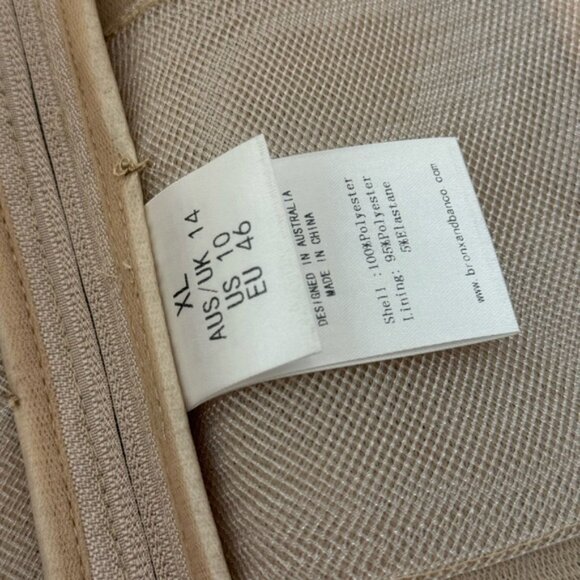 XL
AUS/UK 14
US 10
EU 46
DESIGNED IN AUSTRALIA
MADE IN CHINA
Shell :100%Polyester
Lining: 95%Polyester
5%Elastane
www.bronxandbanco com